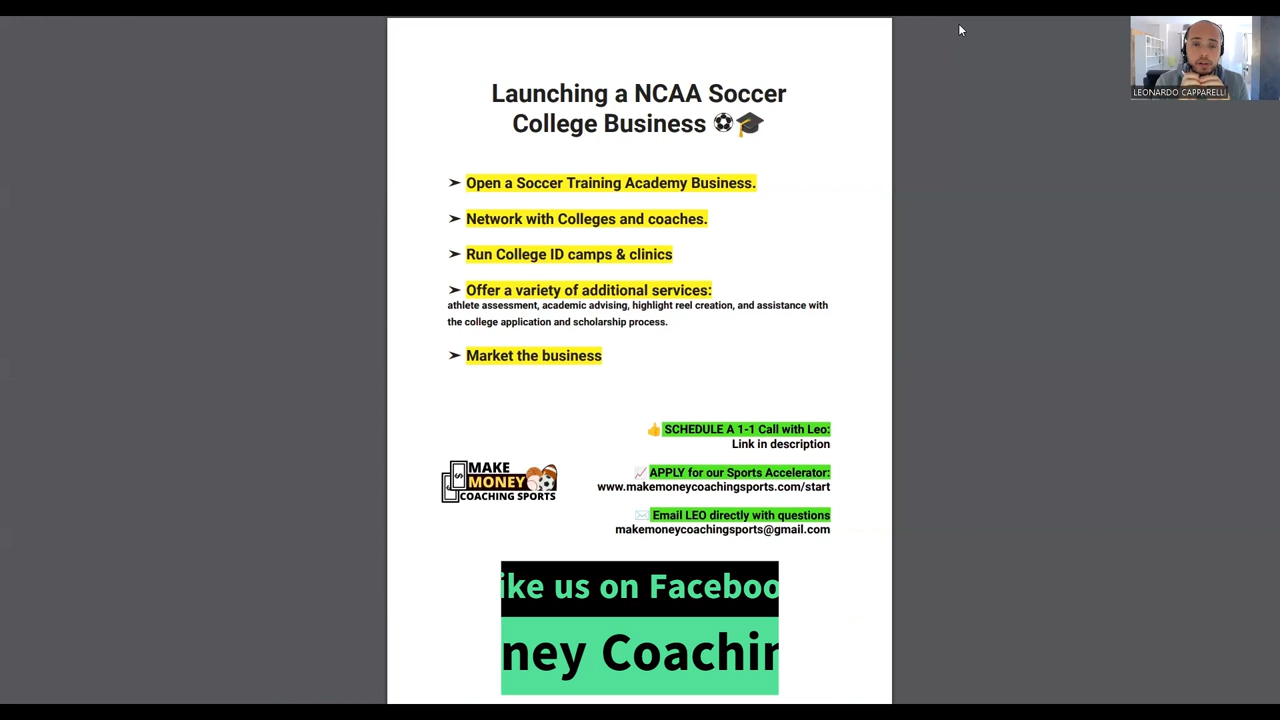 Launching a NCAA Soccer
College Business ⚽🎓
➢ Open a Soccer Training Academy Business.
➢ Network with Colleges and coaches.
➢ Run College ID camps & clinics
➢ Offer a variety of additional services:
athlete assessment, academic advising, highlight reel creation, and assistance with
the college application and scholarship process.
➢ Market the business
👍 SCHEDULE A 1-1 Call with Leo:
Link in description
📈 APPLY for our Sports Accelerator:
www.makemoneycoachingsports.com/start
✉️ Email LEO directly with questions
makemoneycoachingsports@gmail.com
MAKE
MONEY
COACHING SPORTS
ike us on Faceboo
ney Coachin
LEONARDO CAPPARELLI